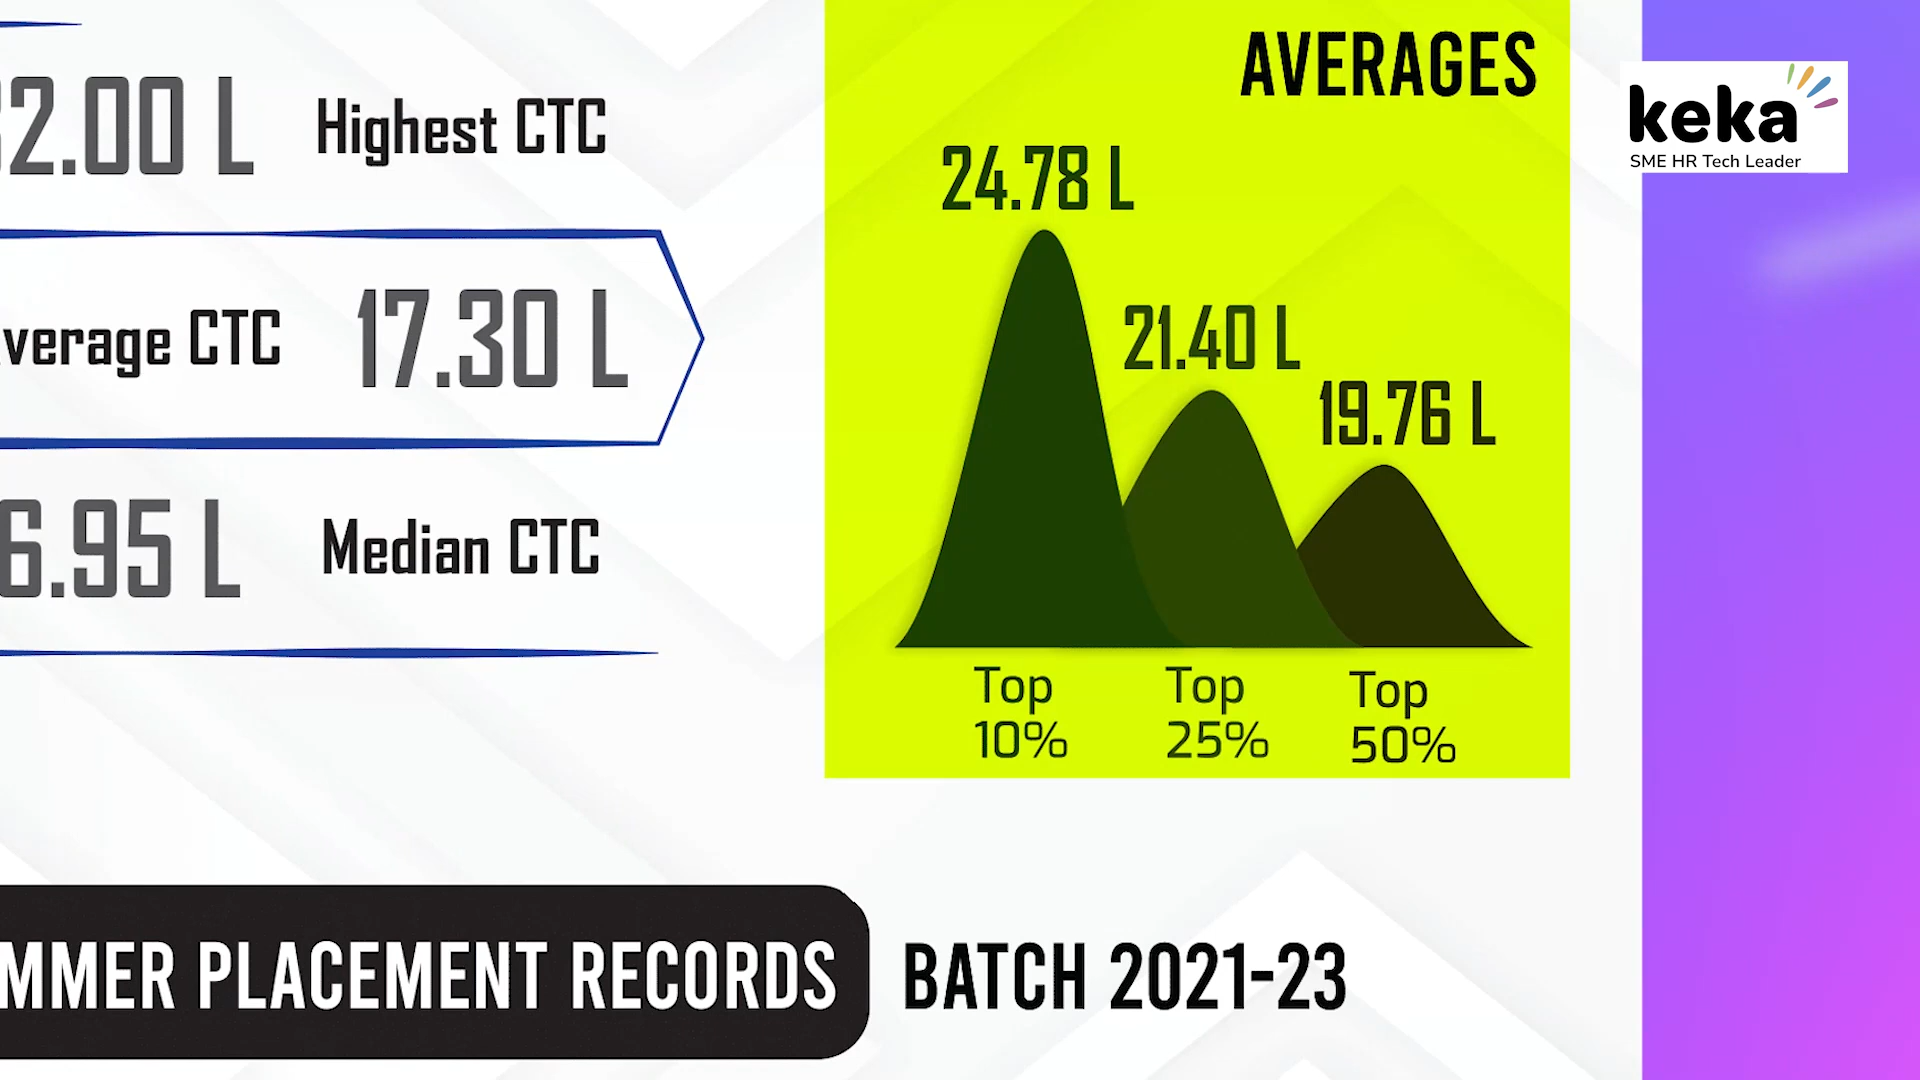 2.00 L Highest CTC
verage CTC 17.30 L
6.95 L Median CTC
AVERAGES
24.78 L
21.40 L
19.76 L
Top
10%
Top
25%
Top
50%
keka
SME HR Tech Leader
MMER PLACEMENT RECORDS BATCH 2021-23